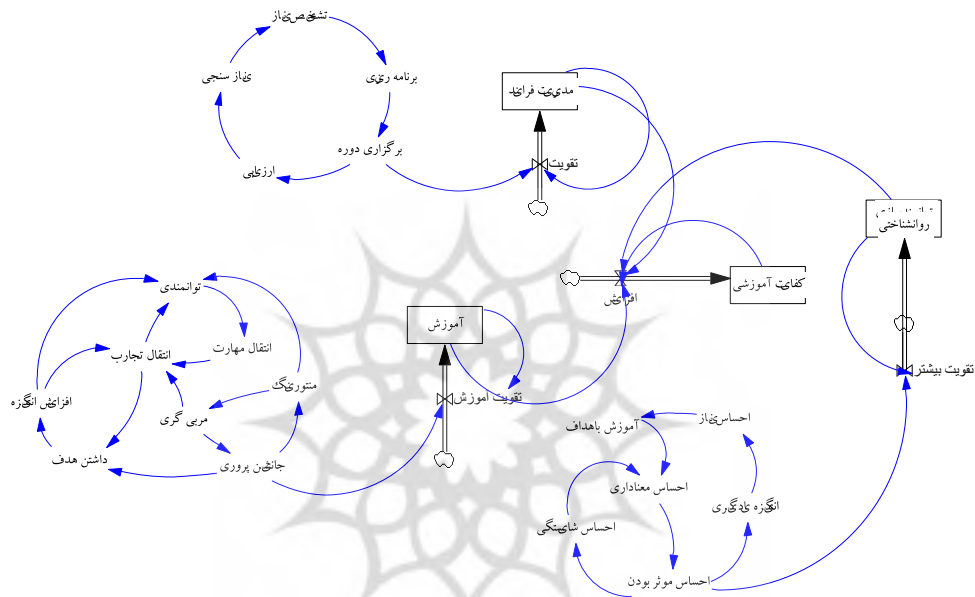 تشخیص نیاز
برنامه ریزی
نیاز سنجی
برگزاری دوره
ارزیابی
مدیریت فرایند
تقویت
روانشناختی
کفایت آموزشی
افزایش
تقویت بیشتر
توانمندی
انتقال مهارت
انتقال تجارب
منتورینگ
افزایش انگیزه
مربی گری
داشتن هدف
جانشین پروری
آموزش
تقویت اموزش
احساس نیاز
آموزش باهداف
احساس معناداری
انگیزه یادگیری
احساس شایستگی
احساس موثر بودن